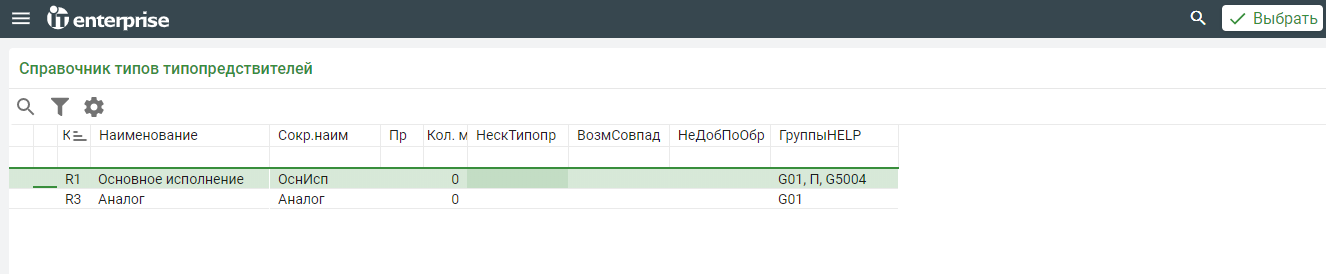 iT enterprise
Выбрать
Справочник типов типопредствителей
К Наименование Сокр.наим Пр Кол. м НескТипопр ВозмСовпад НеДобПоОбр ГруппыHELP
R1 Основное исполнение ОснИсп 0 G01, П, G5004
R3 Аналог Аналог 0 G01